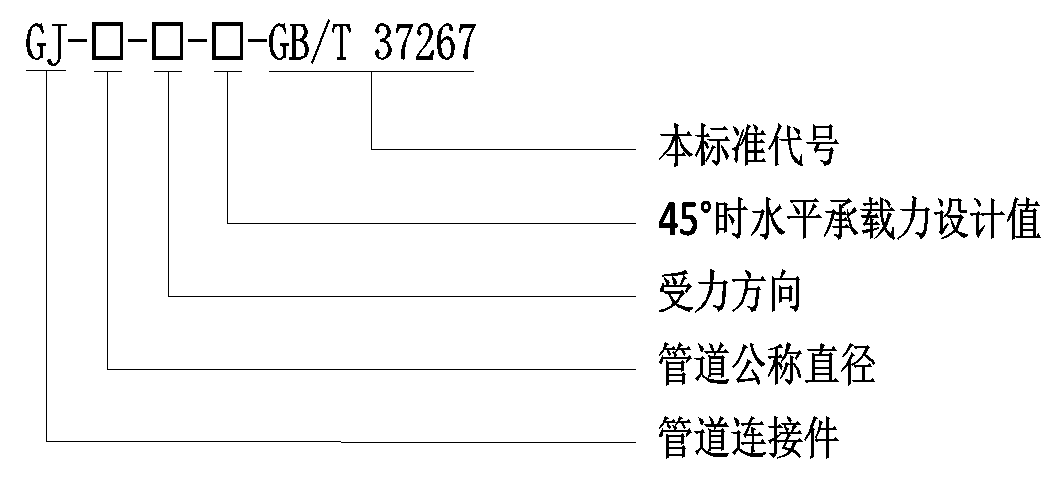 GJ-□-□-□-GB/T 37267
本标准代号
45°时水平承载力设计值
受力方向
管道公称直径
管道连接件